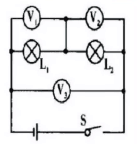 V₁ V₂
L₁ L₂
V₃
S